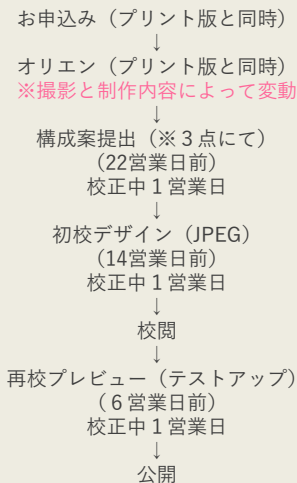 お申込み（プリント版と同時）
↓
オリエン（プリント版と同時）
※撮影と制作内容によって変動
↓
構成案提出（※３点にて）
（22営業日前）
校正中１営業日
↓
初校デザイン（JPEG）
（14営業日前）
校正中１営業日
↓
校閲
↓
再校プレビュー（テストアップ）
（６営業日前）
校正中１営業日
↓
公開